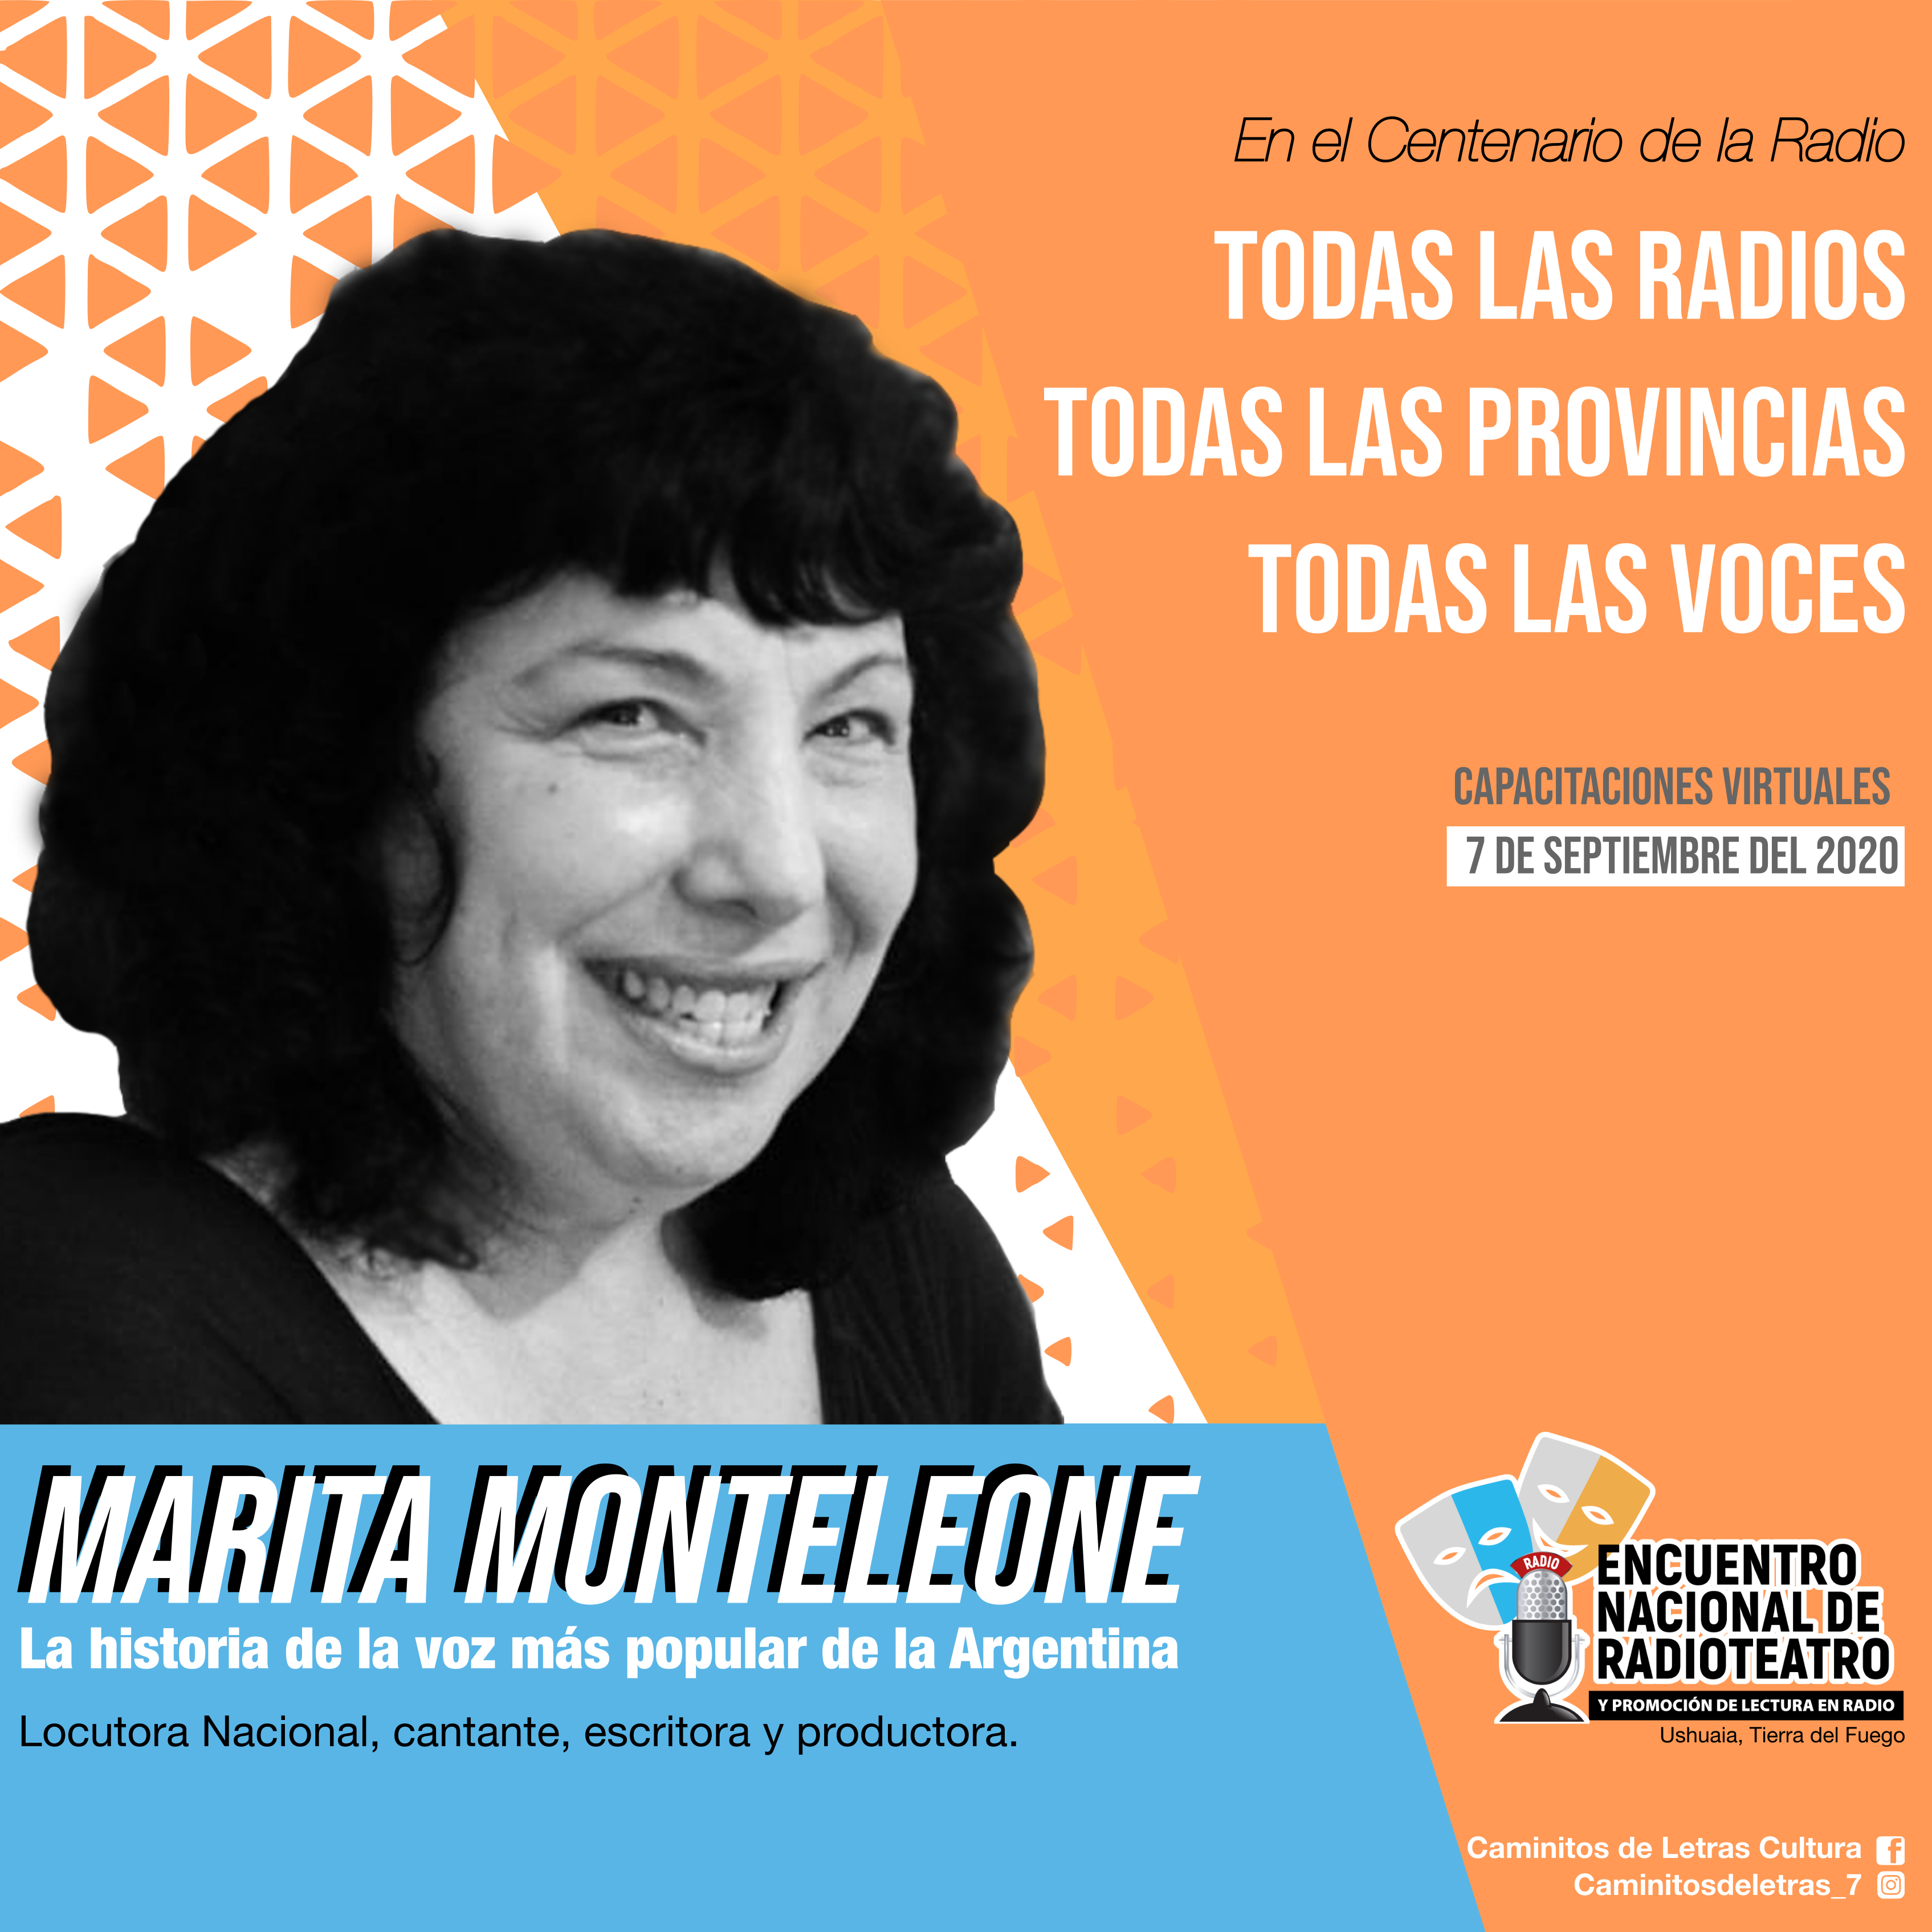 En el Centenario de la Radio
TODAS LAS RADIOS
TODAS LAS PROVINCIAS
TODAS LAS VOCES
CAPACITACIONES VIRTUALES
7 DE SEPTIEMBRE DEL 2020
MARITA MONTELEONE
La historia de la voz más popular de la Argentina
Locutora Nacional, cantante, escritora y productora.
RADIO
ENCUENTRO
NACIONAL DE
RADIOTEATRO
Y PROMOCIÓN DE LECTURA EN RADIO
Ushuaia, Tierra del Fuego
Caminitos de Letras Cultura
Caminitosdeletras_7